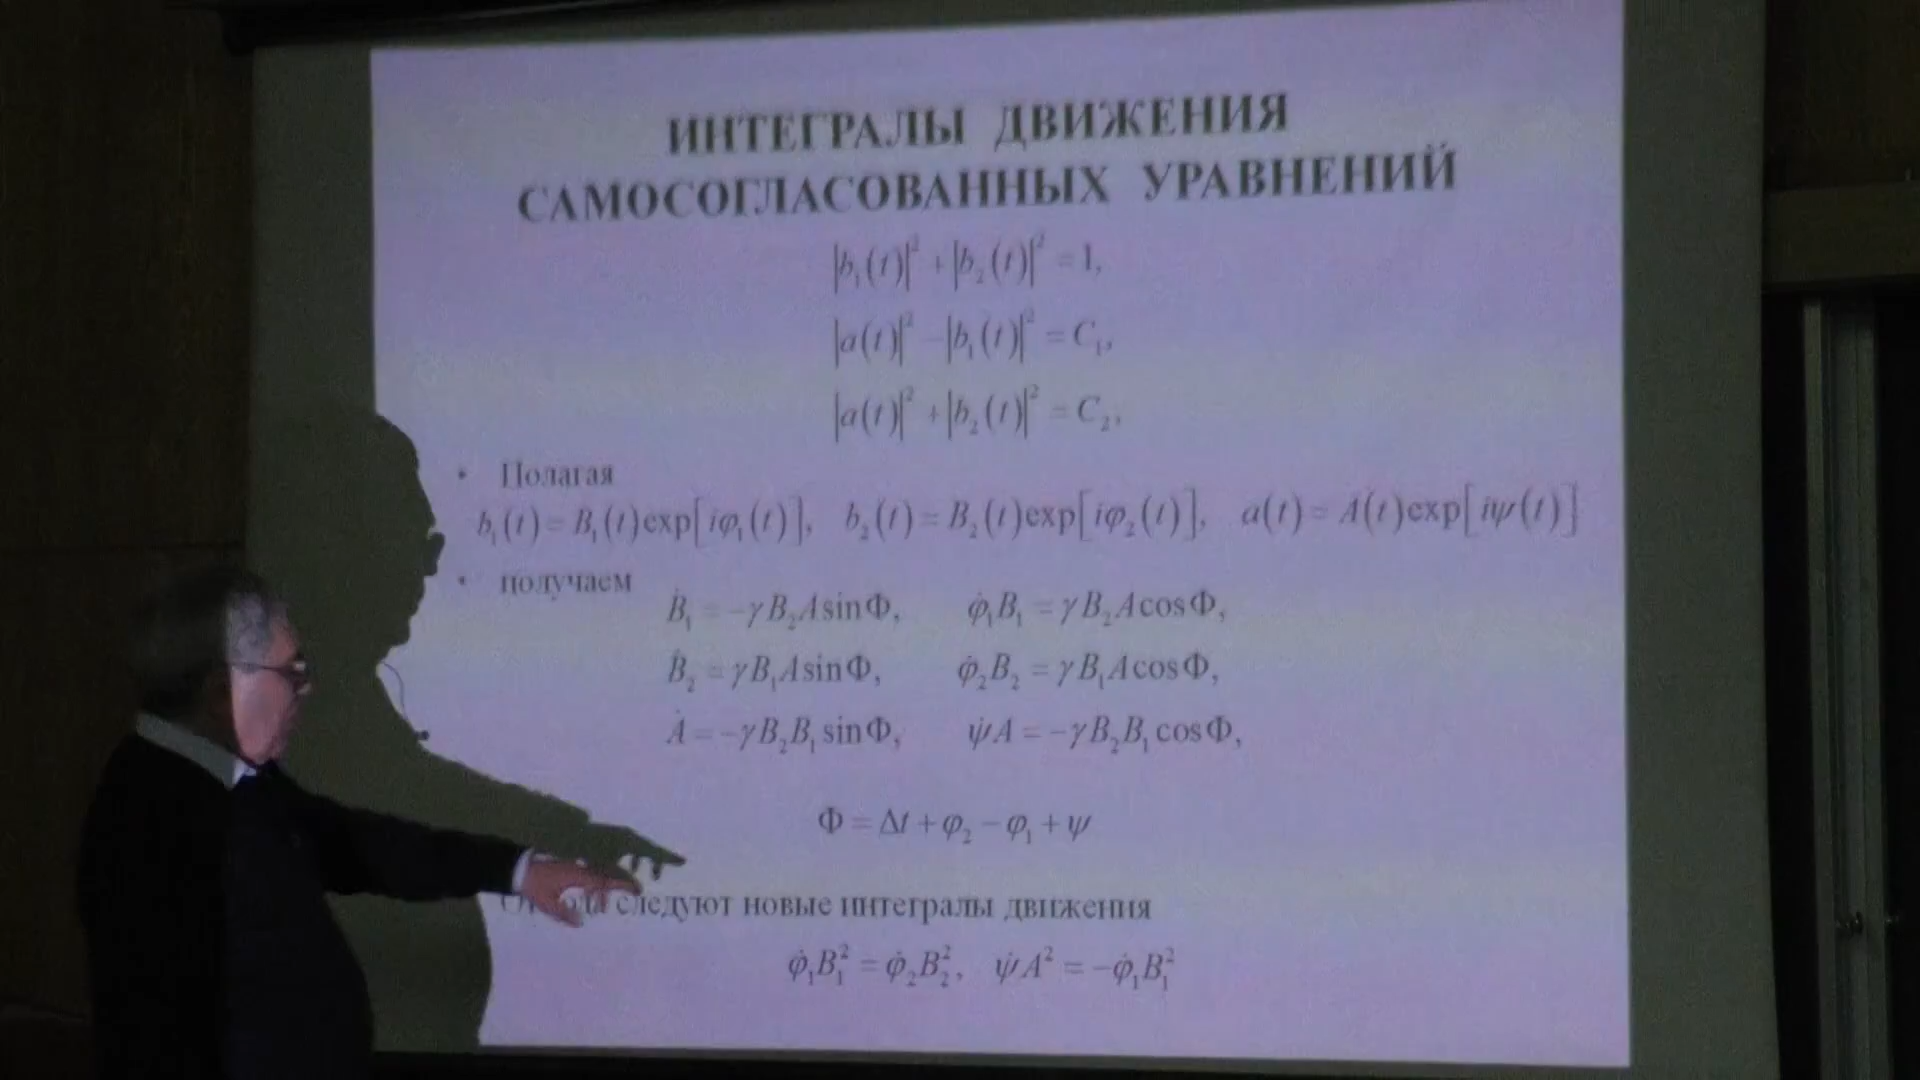 ИНТЕГРАЛЫ ДВИЖЕНИЯ
САМОСОГЛАСОВАННЫХ УРАВНЕНИЙ
|b₁(t)|² + |b₂(t)|² = 1,
|a(t)|² − |b₁(t)|² = C₁,
|a(t)|² + |b₂(t)|² = C₂.
• Полагая
b₁(t) = B₁(t)exp[iφ₁(t)], b₂(t) = B₂(t)exp[iφ₂(t)], a(t) = A(t)exp[iψ(t)]
• получаем
Ḃ₁ = −γB₂A sinΦ, φ̇₁B₁ = γB₂A cosΦ,
Ḃ₂ = γB₁A sinΦ, φ̇₂B₂ = γB₁A cosΦ,
Ȧ = −γB₂B₁ sinΦ, ψ̇A = −γB₂B₁ cosΦ,
Φ = Δt + φ₂ − φ₁ + ψ
следуют новые интегралы движения
φ̇₁B₁² = φ̇₂B₂², ψ̇A² = −φ̇₁B₁²